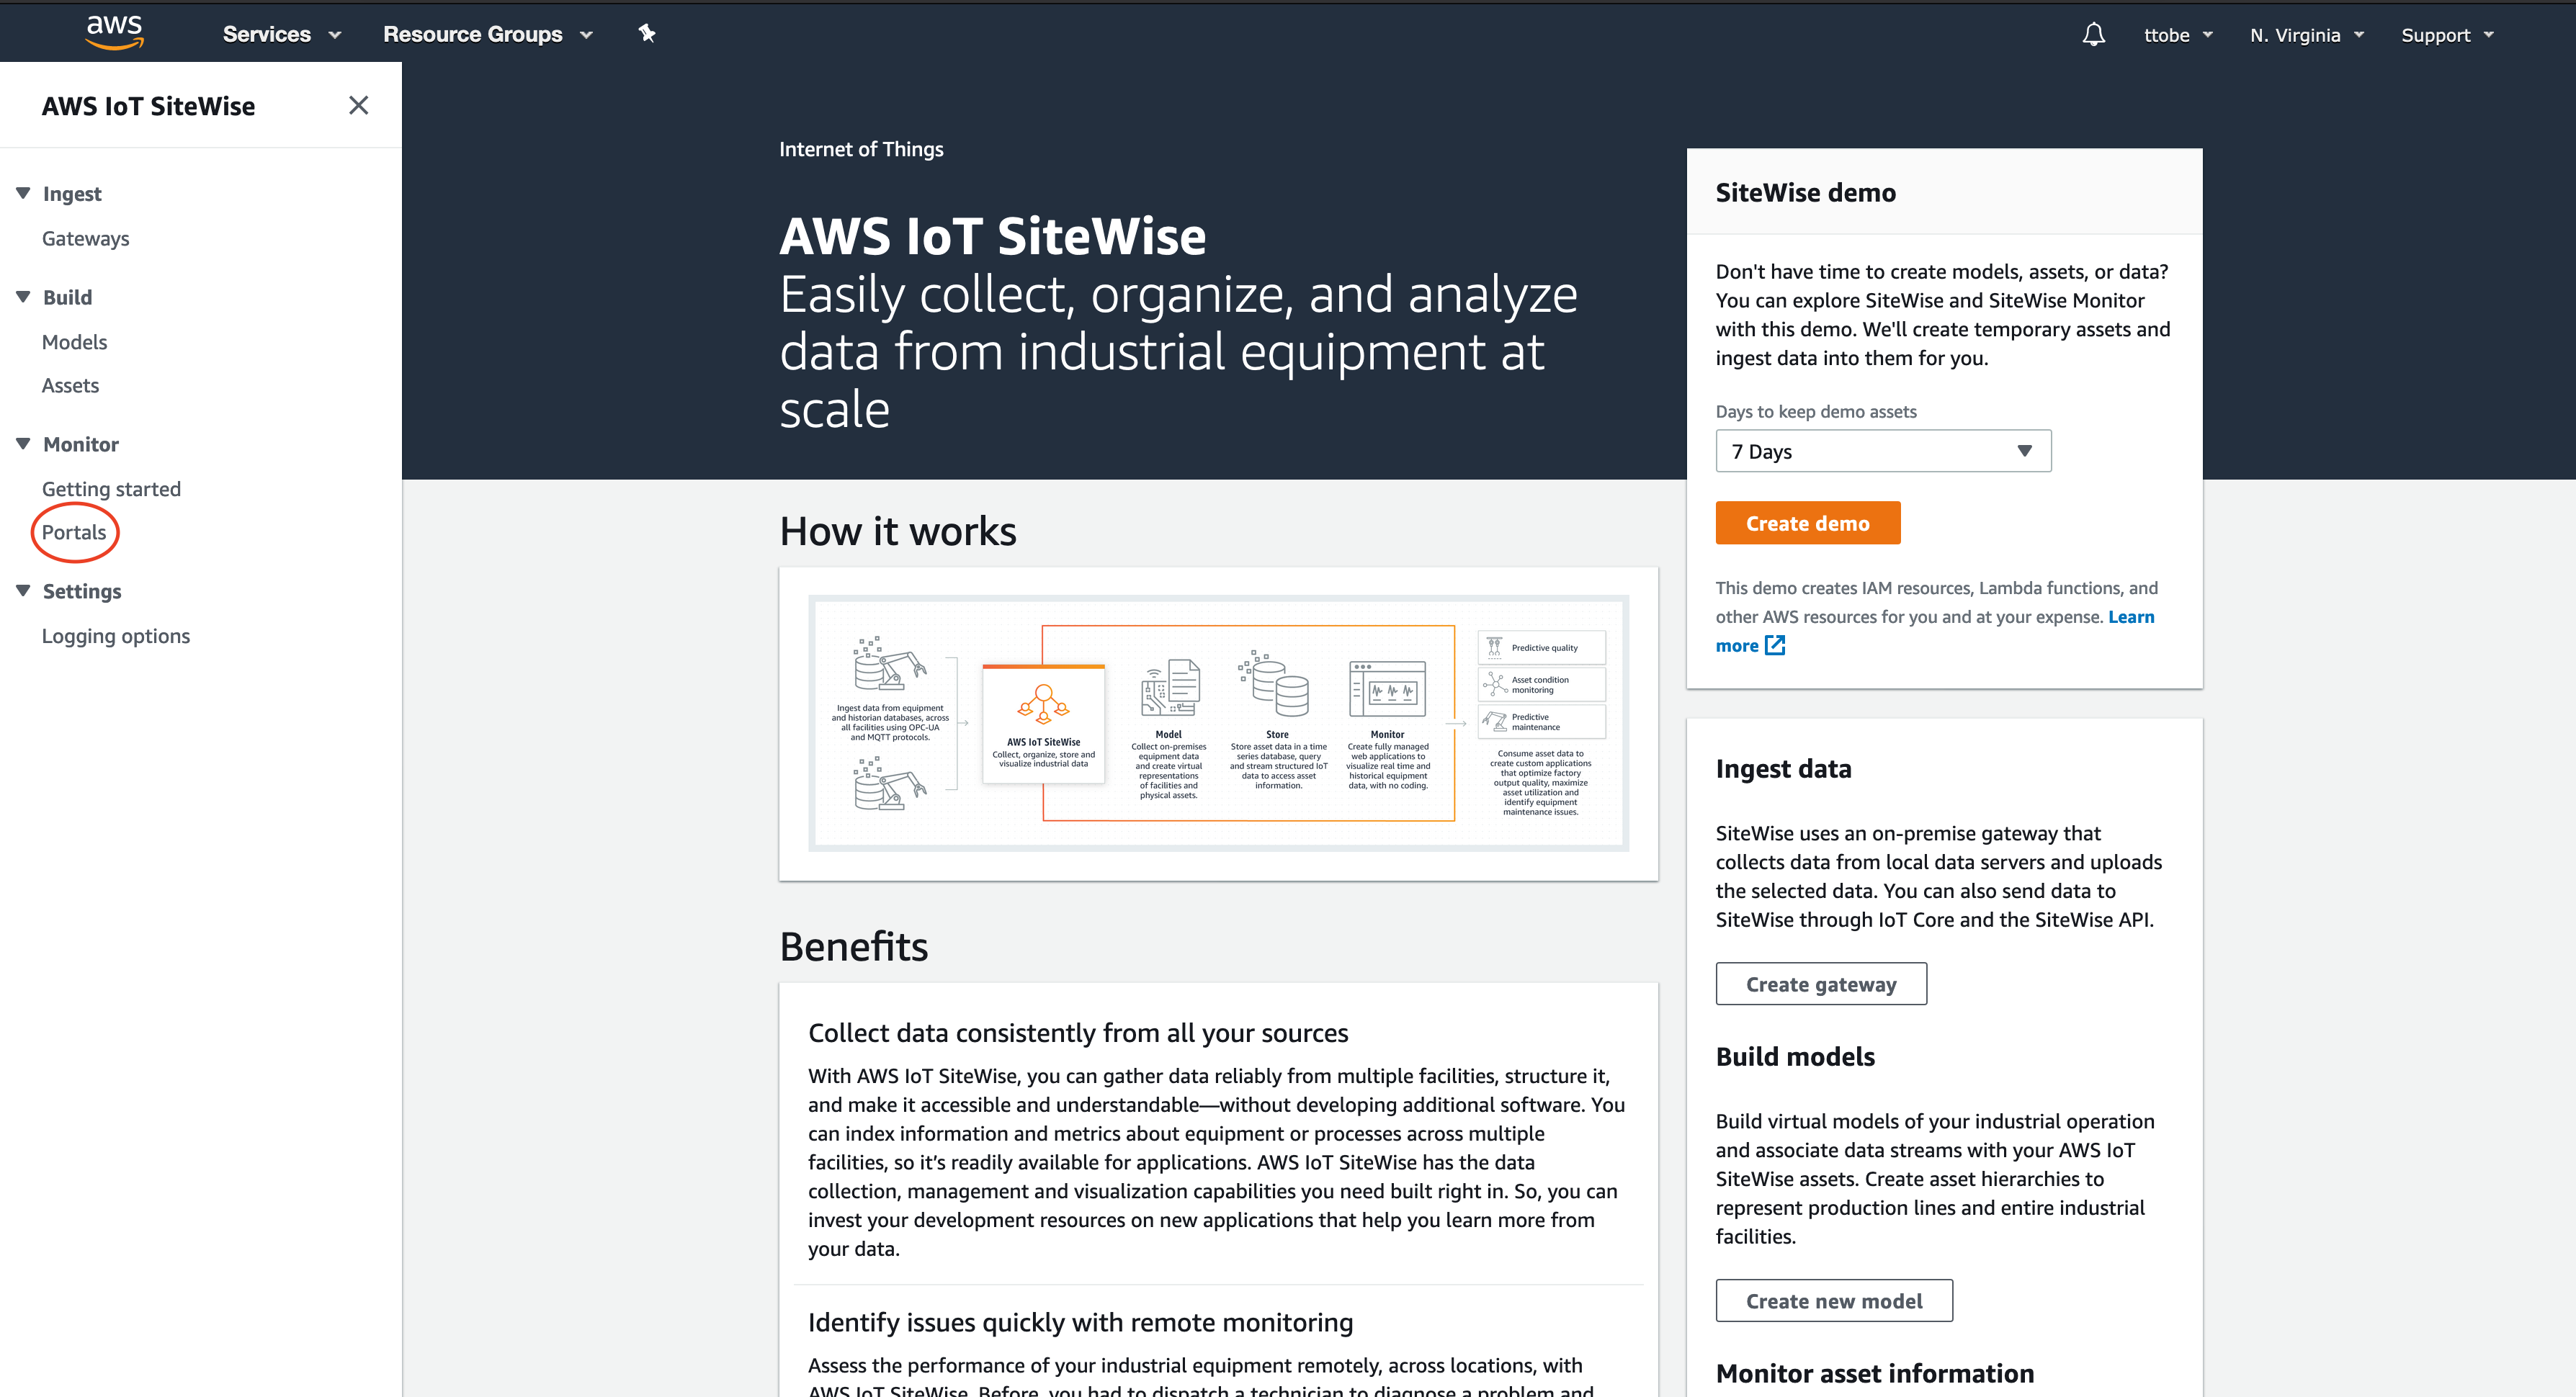 aws
Services
Resource Groups
ttobe
N. Virginia
Support
AWS IoT SiteWise
Ingest
Gateways
Build
Models
Assets
Monitor
Getting started
Portals
Settings
Logging options
Internet of Things
AWS IoT SiteWise
Easily collect, organize, and analyze
data from industrial equipment at
scale
How it works
Ingest data from equipment
and historian databases, across
all facilities using OPC-UA
and MQTT protocols.
AWS IoT SiteWise
Collect, organize, store and
visualize industrial data
Model
Collect on-premises
equipment data
and create virtual
representations
of facilities and
physical assets.
Store
Store asset data in a time
series database, query
and stream structured IoT
data to access asset
information.
Monitor
Create fully managed
web applications to
visualize real time and
historical equipment
data, with no coding.
Predictive quality
Asset condition
monitoring
Predictive
maintenance
Consume asset data to
create custom applications
that optimize factory
output quality, maximize
asset utilization and
identify equipment
maintenance issues.
Benefits
Collect data consistently from all your sources
With AWS IoT SiteWise, you can gather data reliably from multiple facilities, structure it,
and make it accessible and understandable—without developing additional software. You
can index information and metrics about equipment or processes across multiple
facilities, so it’s readily available for applications. AWS IoT SiteWise has the data
collection, management and visualization capabilities you need built right in. So, you can
invest your development resources on new applications that help you learn more from
your data.
Identify issues quickly with remote monitoring
Assess the performance of your industrial equipment remotely, across locations, with
AWS IoT SiteWise. Before, you had to dispatch a technician to diagnose a problem and
SiteWise demo
Don't have time to create models, assets, or data?
You can explore SiteWise and SiteWise Monitor
with this demo. We'll create temporary assets and
ingest data into them for you.
Days to keep demo assets
7 Days
Create demo
This demo creates IAM resources, Lambda functions, and
other AWS resources for you and at your expense. Learn
more
Ingest data
SiteWise uses an on-premise gateway that
collects data from local data servers and uploads
the selected data. You can also send data to
SiteWise through IoT Core and the SiteWise API.
Create gateway
Build models
Build virtual models of your industrial operation
and associate data streams with your AWS IoT
SiteWise assets. Create asset hierarchies to
represent production lines and entire industrial
facilities.
Create new model
Monitor asset information